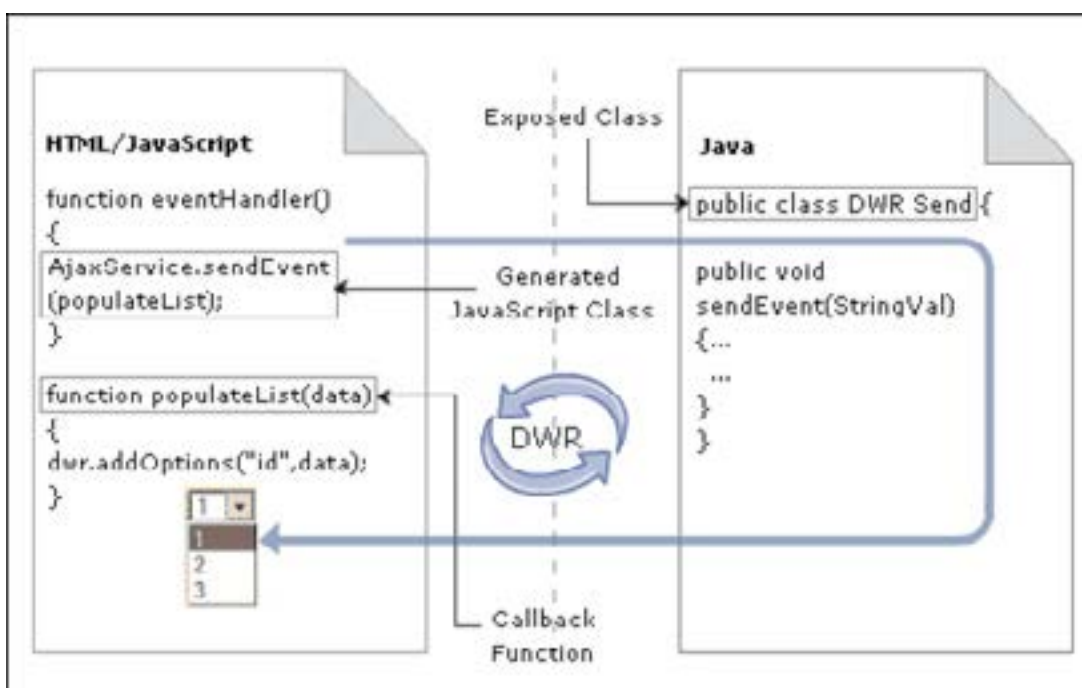 HTML/JavaScript
function eventHandler()
{
AjaxService.sendEvent
(populateList);
}
function populateList(data)
{
dwr.addOptions("id",data);
}
1
1
2
3
Exposed Class
Generated
JavaScript Class
DWR
Callback
Function
Java
public class DWR Send {
public void
sendEvent(StringVal)
{...
...
}
}